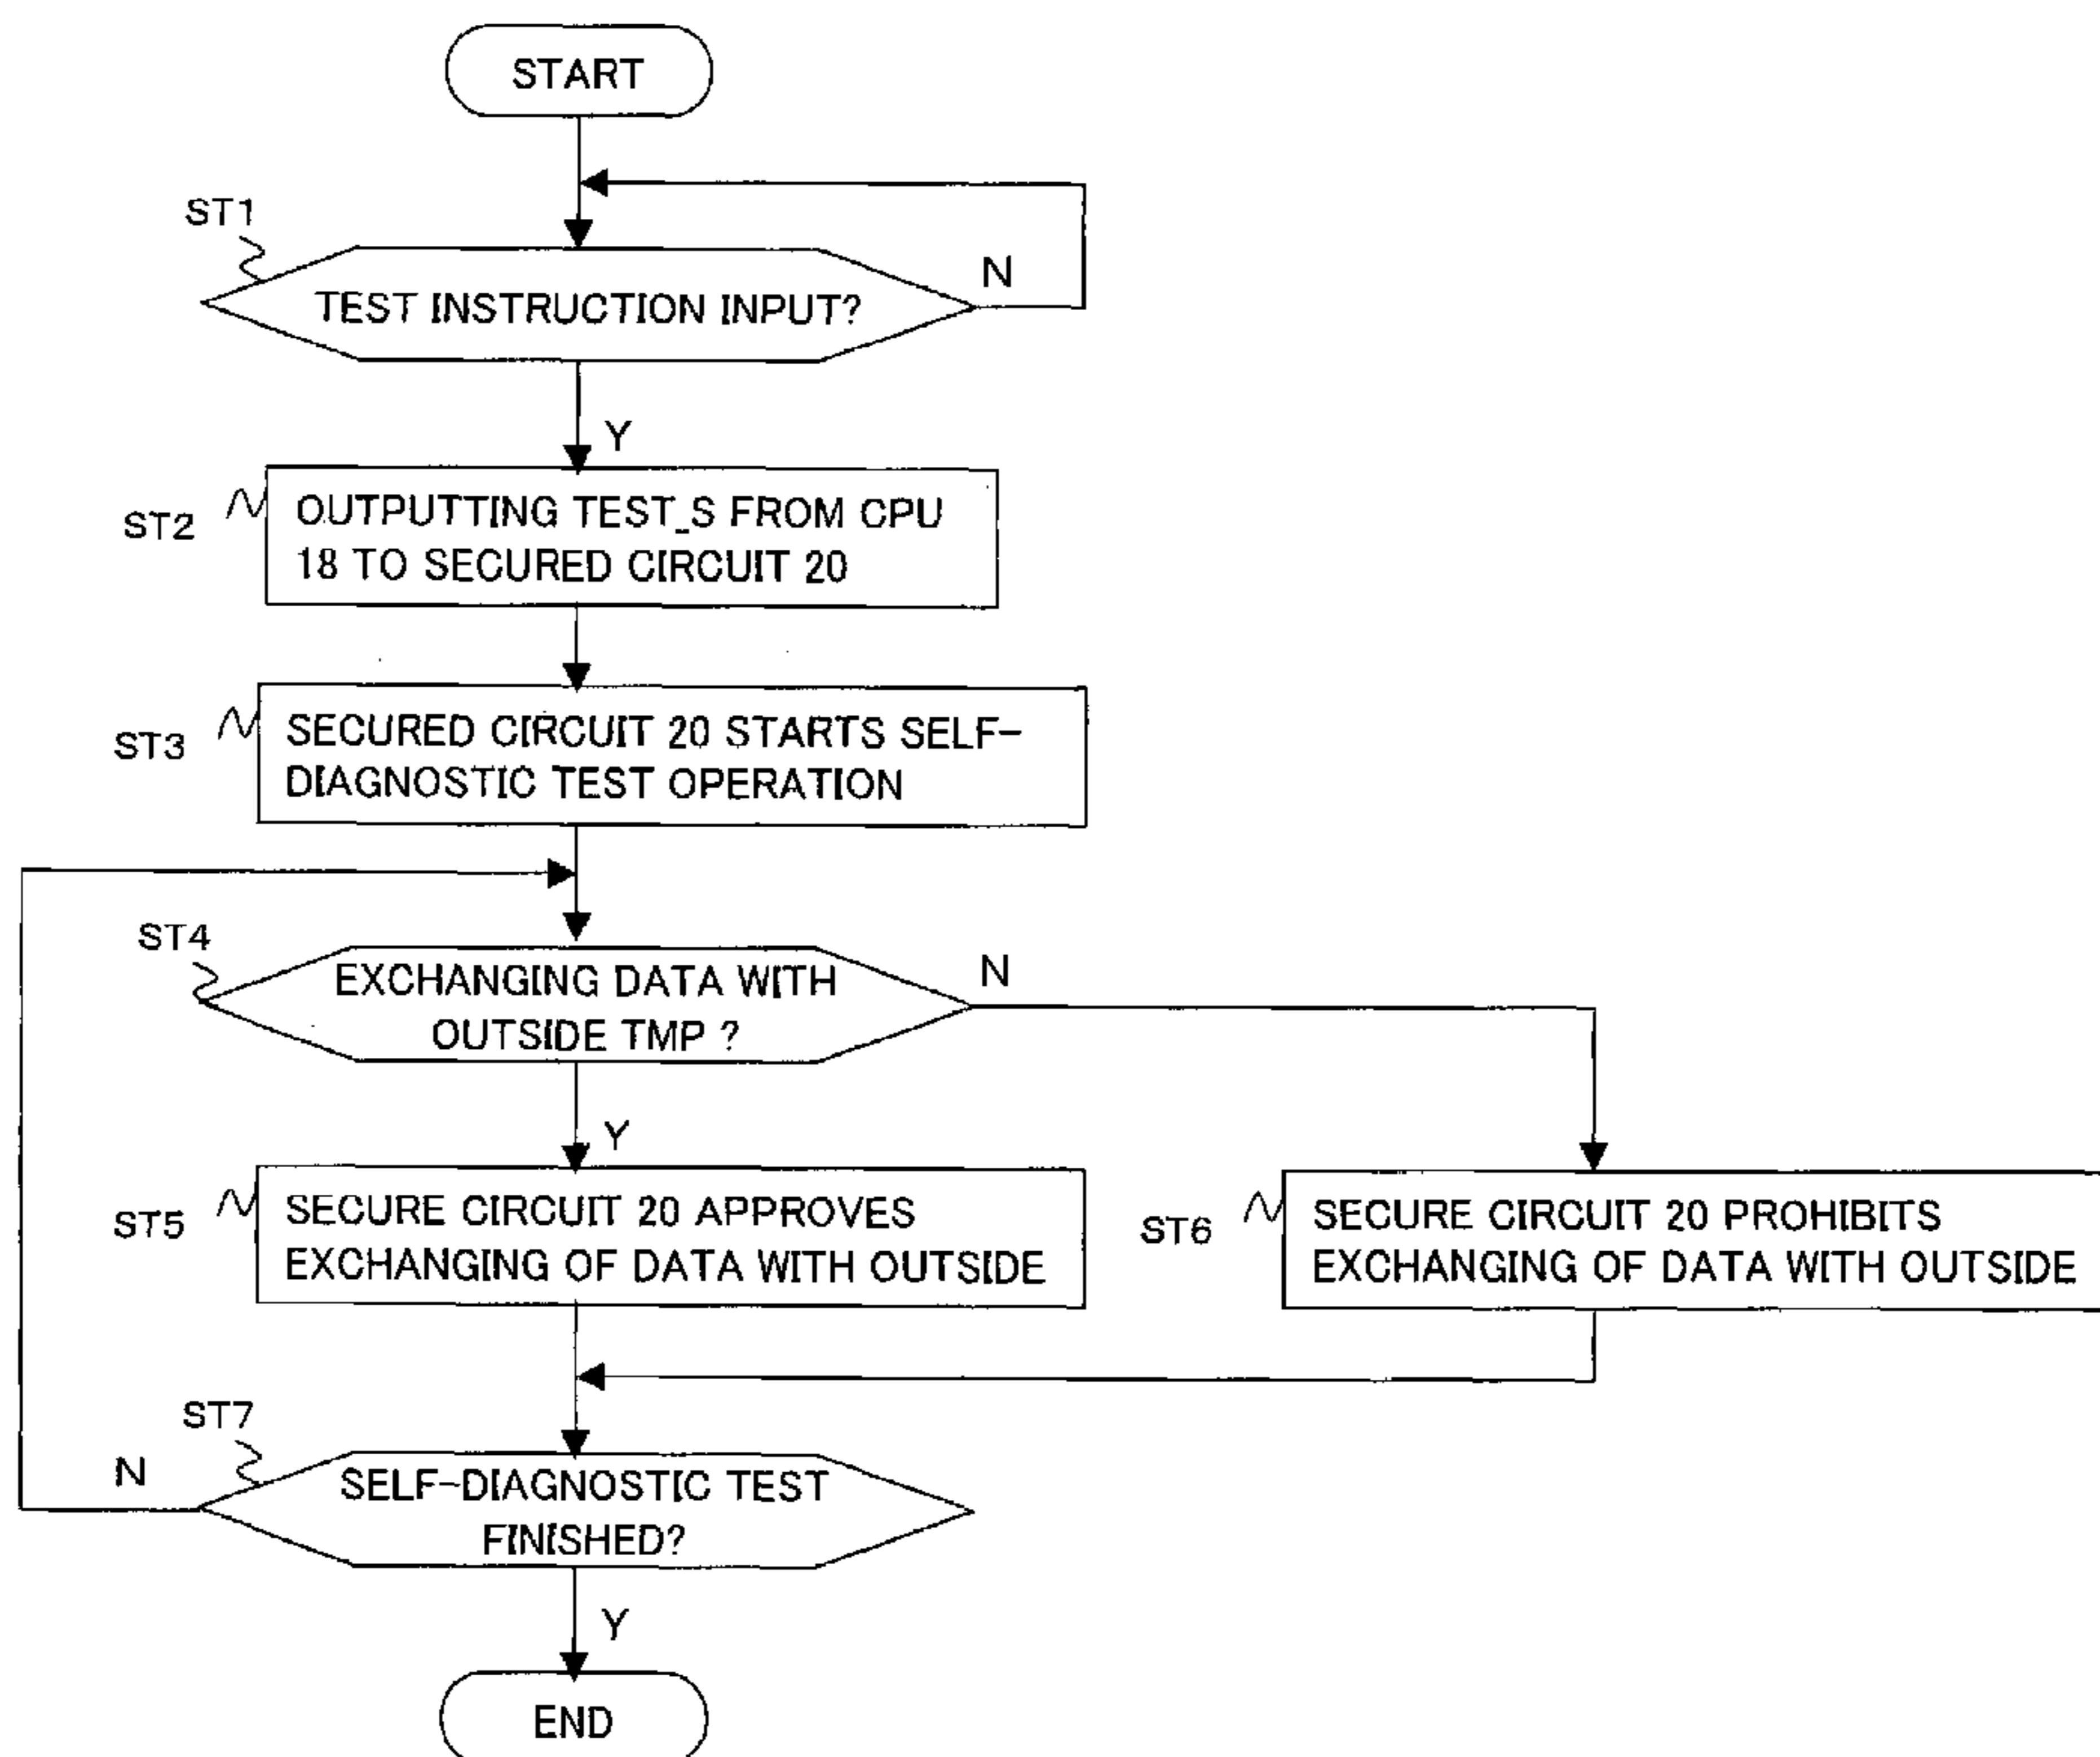 START
ST1
TEST INSTRUCTION INPUT?
N
Y
ST2
OUTPUTTING TEST_S FROM CPU
18 TO SECURED CIRCUIT 20
ST3
SECURED CIRCUIT 20 STARTS SELF-
DIAGNOSTIC TEST OPERATION
ST4
EXCHANGING DATA WITH
OUTSIDE TMP ?
N
Y
ST5
SECURE CIRCUIT 20 APPROVES
EXCHANGING OF DATA WITH OUTSIDE
ST6
SECURE CIRCUIT 20 PROHIBITS
EXCHANGING OF DATA WITH OUTSIDE
ST7
N
SELF-DIAGNOSTIC TEST
FINISHED?
Y
END